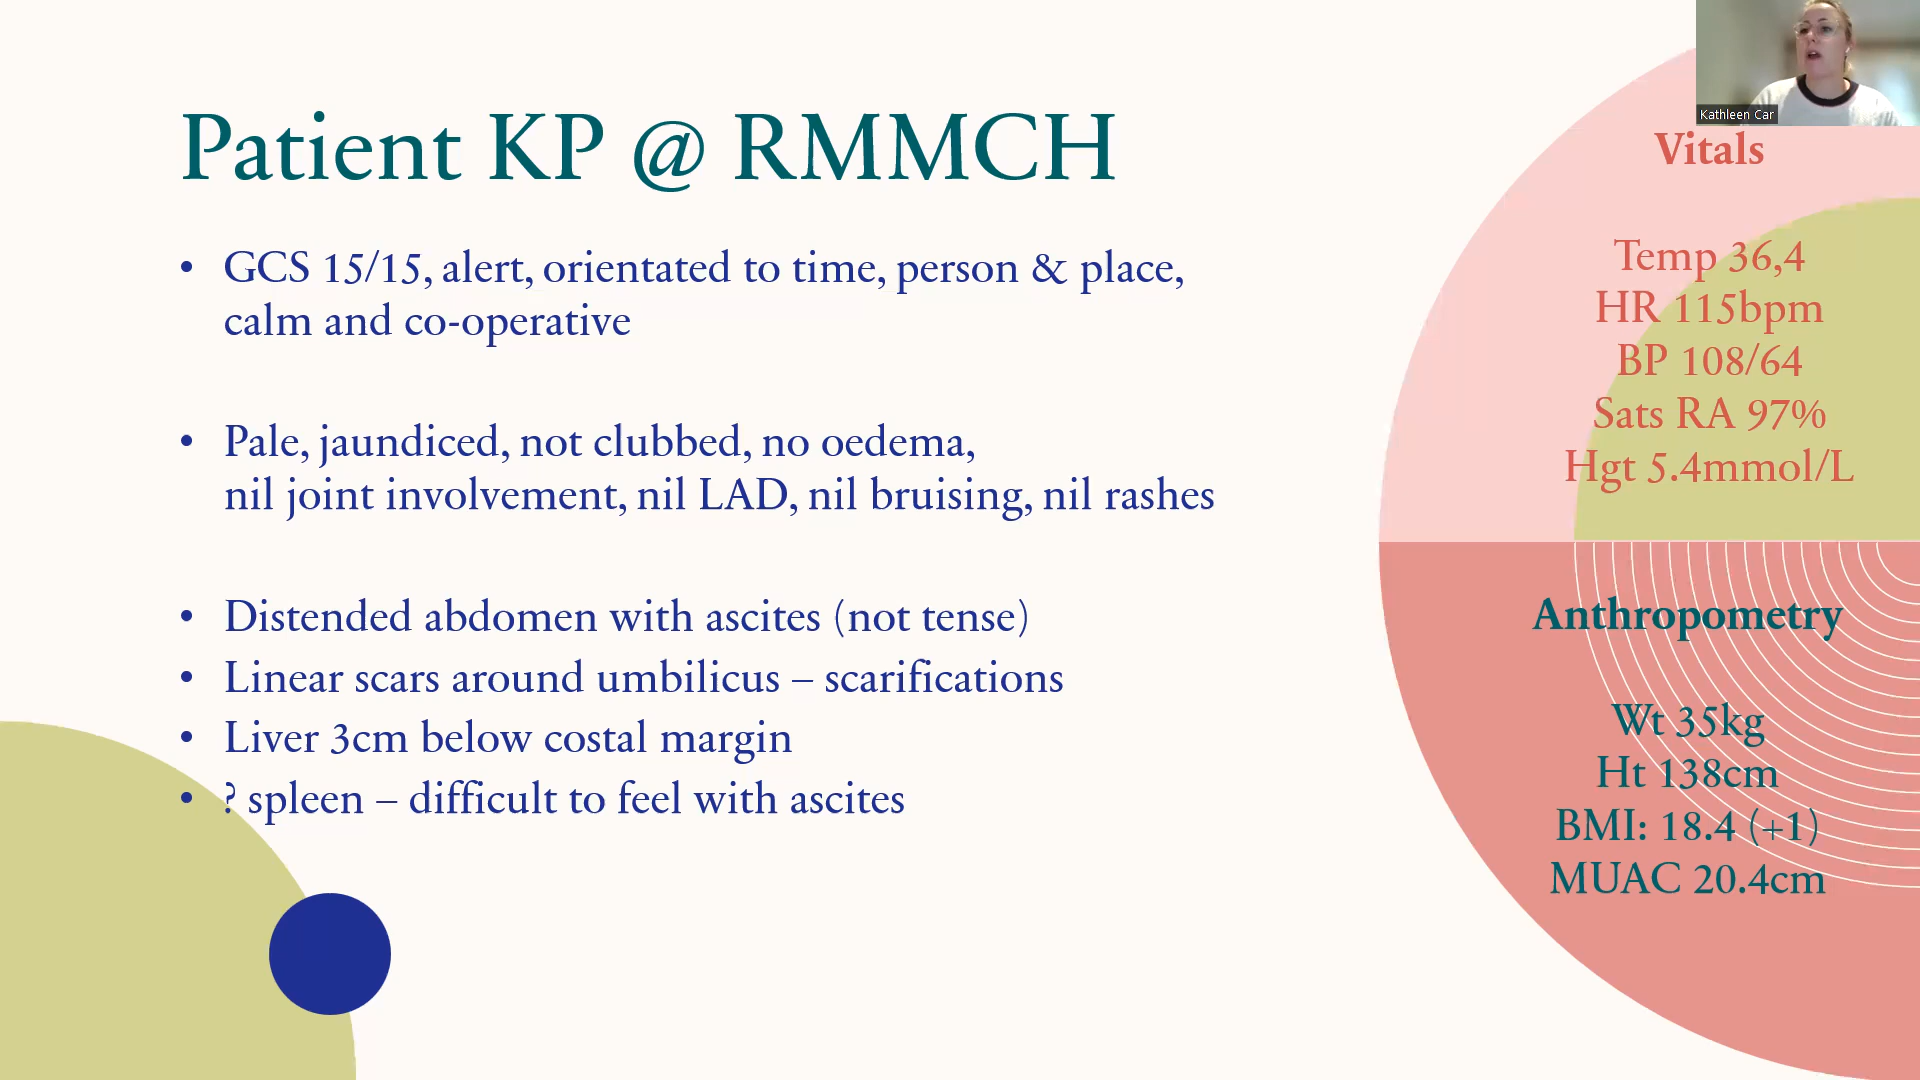 Patient KP @ RMMCH
• GCS 15/15, alert, orientated to time, person & place,
calm and co-operative
• Pale, jaundiced, not clubbed, no oedema,
nil joint involvement, nil LAD, nil bruising, nil rashes
• Distended abdomen with ascites (not tense)
• Linear scars around umbilicus – scarifications
• Liver 3cm below costal margin
• ? spleen – difficult to feel with ascites
Kathleen Car
Vitals
Temp 36,4
HR 115bpm
BP 108/64
Sats RA 97%
Hgt 5.4mmol/L
Anthropometry
Wt 35kg
Ht 138cm
BMI: 18.4 (+1)
MUAC 20.4cm